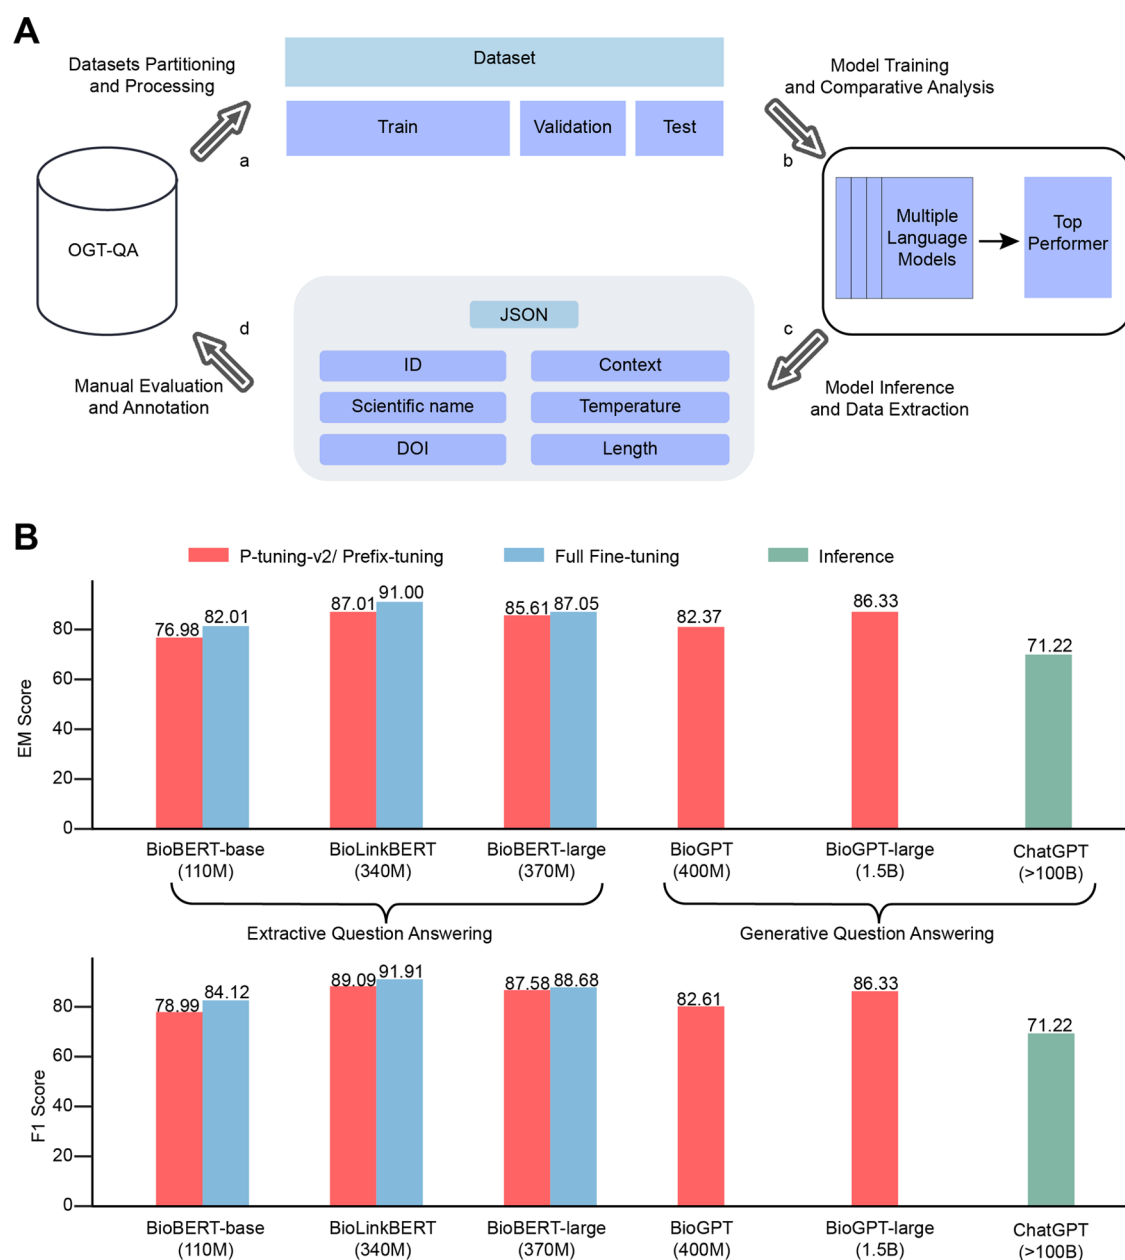 A
Datasets Partitioning
and Processing
a
Dataset
Train
Validation
Test
Model Training
and Comparative Analysis
b
OGT-QA
Multiple
Language
Models
Top
Performer
JSON
ID
Context
Scientific name
Temperature
DOI
Length
c
Model Inference
and Data Extraction
d
Manual Evaluation
and Annotation
B
P-tuning-v2/ Prefix-tuning
Full Fine-tuning
Inference
EM Score
80
60
40
20
0
76.98
82.01
87.01
91.00
85.61
87.05
82.37
86.33
71.22
BioBERT-base
(110M)
BioLinkBERT
(340M)
BioBERT-large
(370M)
BioGPT
(400M)
BioGPT-large
(1.5B)
ChatGPT
(>100B)
Extractive Question Answering
Generative Question Answering
F1 Score
80
60
40
20
0
78.99
84.12
89.09
91.91
87.58
88.68
82.61
86.33
71.22
BioBERT-base
(110M)
BioLinkBERT
(340M)
BioBERT-large
(370M)
BioGPT
(400M)
BioGPT-large
(1.5B)
ChatGPT
(>100B)